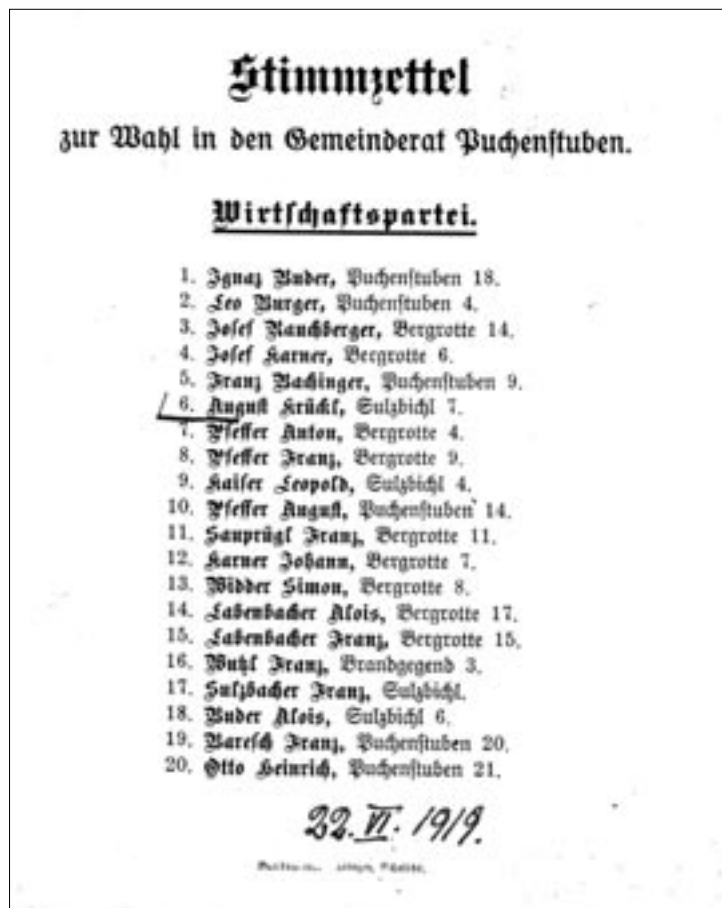 Stimmzettel
zur Wahl in den Gemeinderat Puchenstuben.
Wirtschaftspartei.
1. Ignaz Buder, Puchenstuben 18.
2. Leo Burger, Puchenstuben 4.
3. Josef Rauchberger, Bergrotte 14.
4. Josef Karner, Bergrotte 6.
5. Franz Bachinger, Puchenstuben 9.
6. August Krückl, Sulzbichl 7.
7. Pfeffer Anton, Bergrotte 4.
8. Pfeffer Franz, Bergrotte 9.
9. Kaiser Leopold, Sulzbichl 4.
10. Pfeffer August, Puchenstuben 14.
11. Sauprügl Franz, Bergrotte 11.
12. Karner Johann, Bergrotte 7.
13. Widder Simon, Bergrotte 8.
14. Labenbacher Alois, Bergrotte 17.
15. Labenbacher Franz, Bergrotte 15.
16. Wutzl Franz, Brandgegend 3.
17. Sulzbacher Franz, Sulzbichl.
18. Buder Alois, Sulzbichl 6.
19. Baresch Franz, Puchenstuben 20.
20. Otto Heinrich, Puchenstuben 21.
22. VI. 1919.